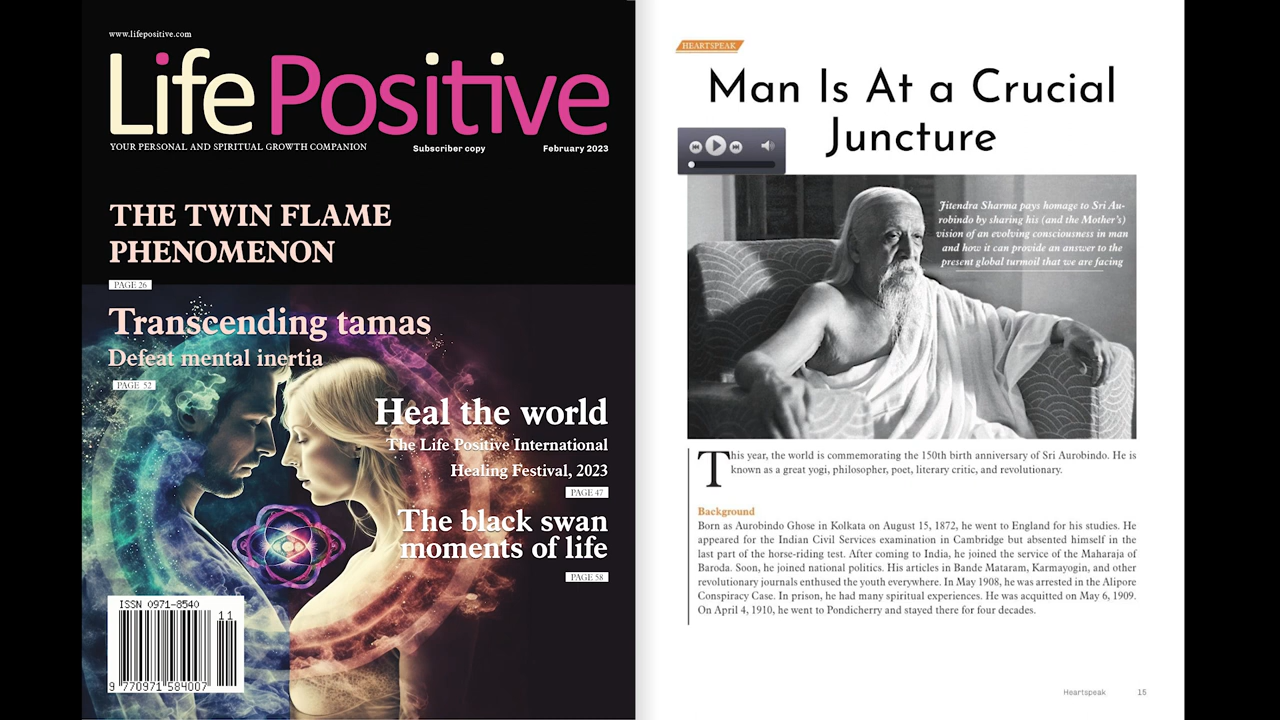 www.lifepositive.com
Life Positive
YOUR PERSONAL AND SPIRITUAL GROWTH COMPANION
Subscriber copy
February 2023
THE TWIN FLAME
PHENOMENON
PAGE 26
Transcending tamas
Defeat mental inertia
PAGE 52
Heal the world
The Life Positive International
Healing Festival, 2023
PAGE 47
The black swan
moments of life
PAGE 58
ISSN 0971-8540
11
9 770971 584007
HEARTSPEAK
Man Is At a Crucial
Juncture
Jitendra Sharma pays homage to Sri Au-
robindo by sharing his (and the Mother's)
vision of an evolving consciousness in man
and how it can provide an answer to the
present global turmoil that we are facing
This year, the world is commemorating the 150th birth anniversary of Sri Aurobindo. He is
known as a great yogi, philosopher, poet, literary critic, and revolutionary.
Background
Born as Aurobindo Ghose in Kolkata on August 15, 1872, he went to England for his studies. He
appeared for the Indian Civil Services examination in Cambridge but absented himself in the
last part of the horse-riding test. After coming to India, he joined the service of the Maharaja of
Baroda. Soon, he joined national politics. His articles in Bande Mataram, Karmayogin, and other
revolutionary journals enthused the youth everywhere. In May 1908, he was arrested in the Alipore
Conspiracy Case. In prison, he had many spiritual experiences. He was acquitted on May 6, 1909.
On April 4, 1910, he went to Pondicherry and stayed there for four decades.
Heartspeak
15